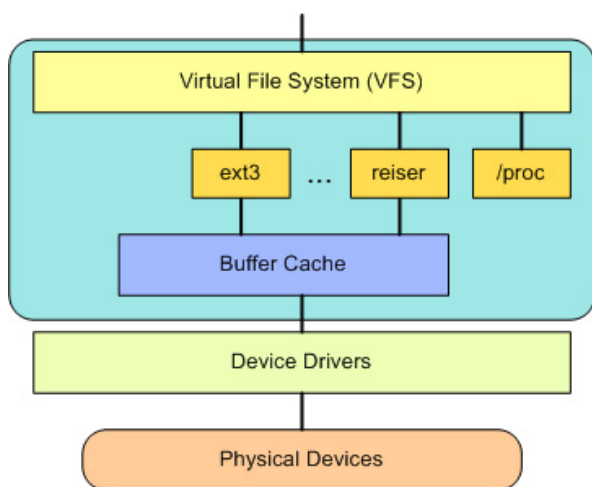 Virtual File System (VFS)
ext3 ... reiser /proc
Buffer Cache
Device Drivers
Physical Devices